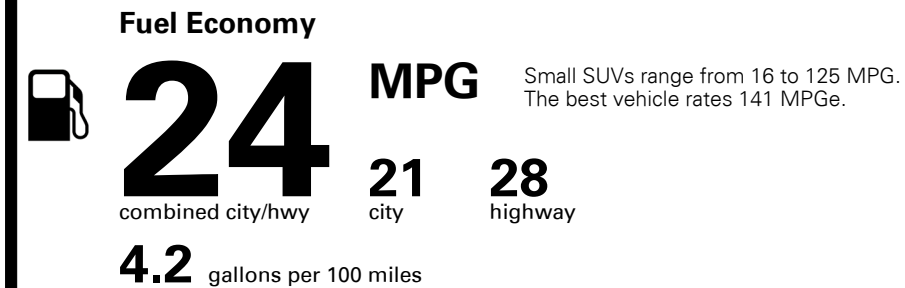 Fuel Economy
24 MPG
Small SUVs range from 16 to 125 MPG.
The best vehicle rates 141 MPGe.
combined city/hwy
21
city
28
highway
4.2 gallons per 100 miles